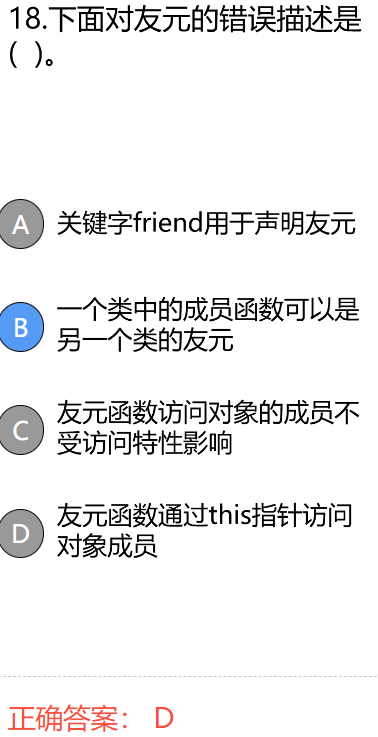 18.下面对友元的错误描述是
( )。
A 关键字friend用于声明友元
B 一个类中的成员函数可以是
另一个类的友元
C 友元函数访问对象的成员不
受访问特性影响
D 友元函数通过this指针访问
对象成员
正确答案： D